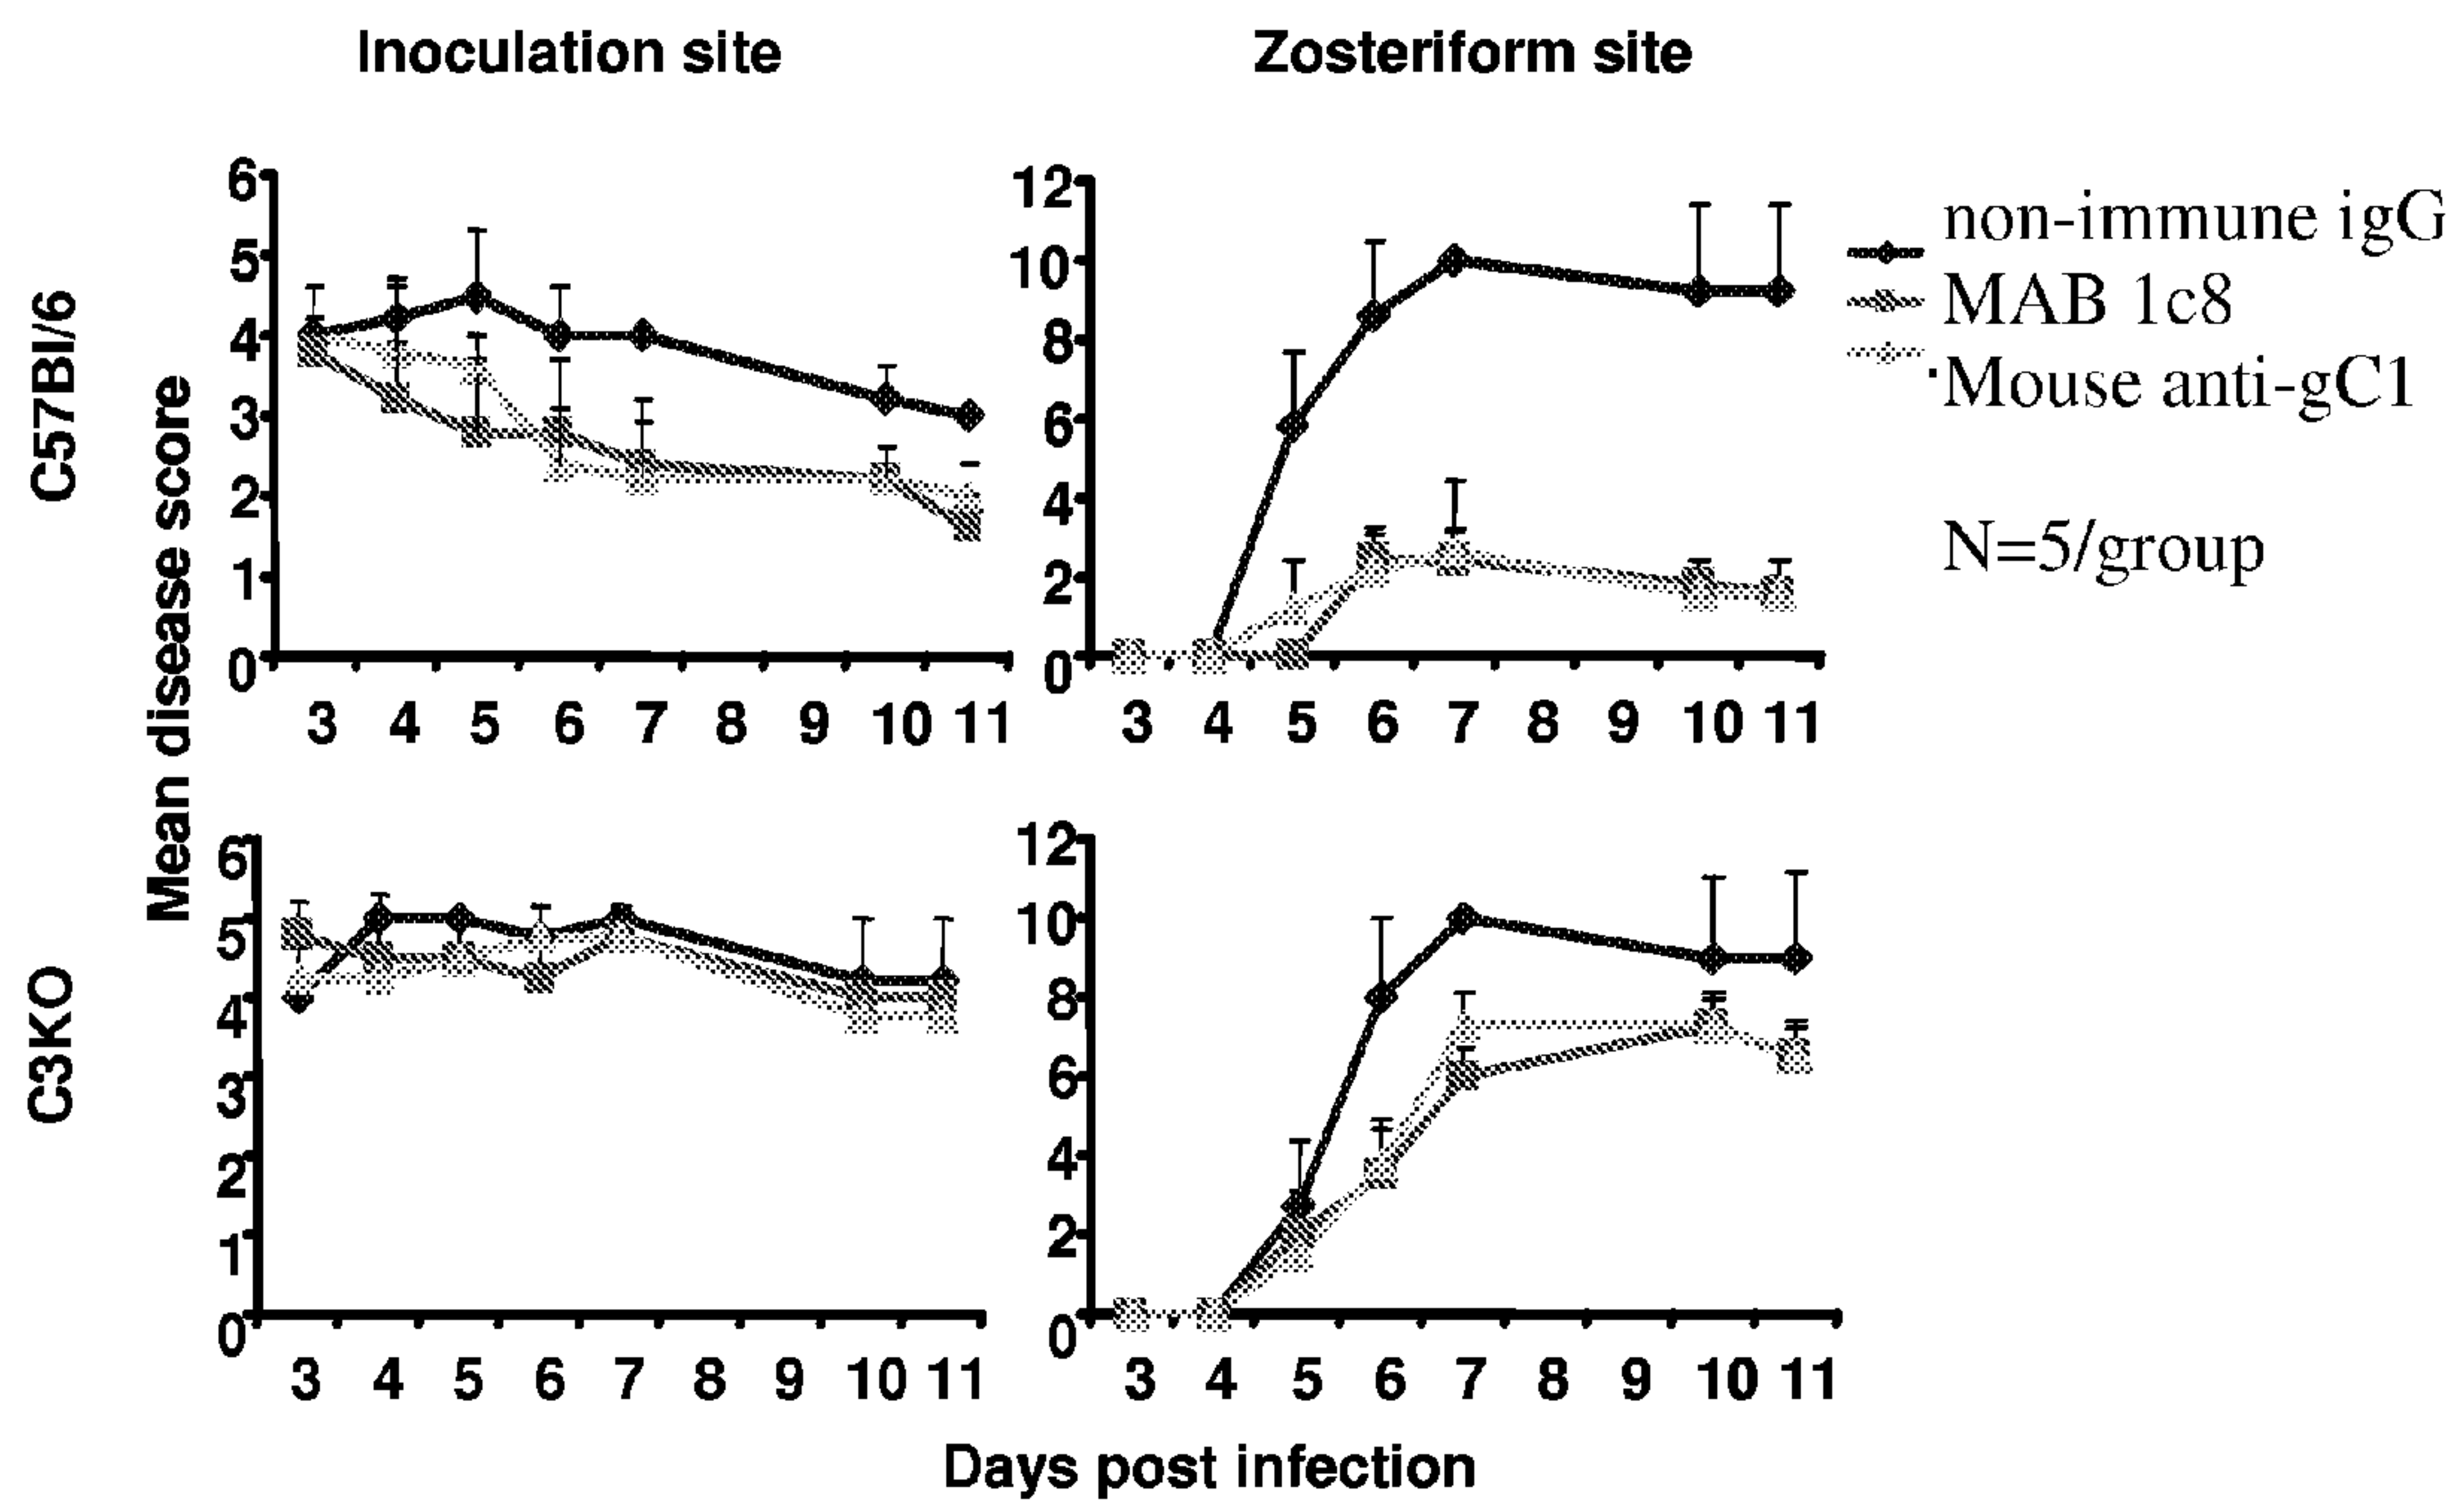 Inoculation site
Zosteriform site
C57Bl/6
Mean disease score
6
5
4
3
2
1
0
3 4 5 6 7 8 9 10 11
12
10
8
6
4
2
0
3 4 5 6 7 8 9 10 11
non-immune igG
MAB 1c8
Mouse anti-gC1
N=5/group
C3KO
6
5
4
3
2
1
0
3 4 5 6 7 8 9 10 11
12
10
8
6
4
2
0
3 4 5 6 7 8 9 10 11
Days post infection